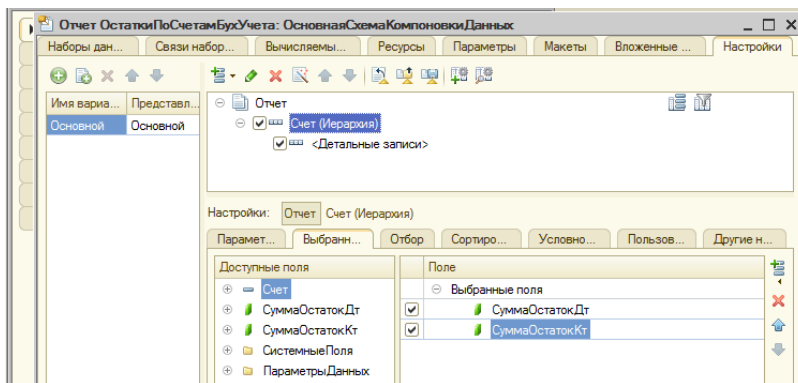 Отчет ОстаткиПоСчетамБухУчета: ОсновнаяСхемаКомпоновкиДанных
Наборы дан... Связи набор... Вычисляемы... Ресурсы Параметры Макеты Вложенные ... Настройки
Имя вариа... Представл...
Основной Основной
Отчет
Счет (Иерархия)
<Детальные записи>
Настройки: Отчет Счет (Иерархия)
Парамет... Выбранн... Отбор Сортиро... Условно... Пользов... Другие н...
Доступные поля Поле
Счет Выбранные поля
СуммаОстатокДт СуммаОстатокДт
СуммаОстатокКт СуммаОстатокКт
СистемныеПоля
ПараметрыДанных